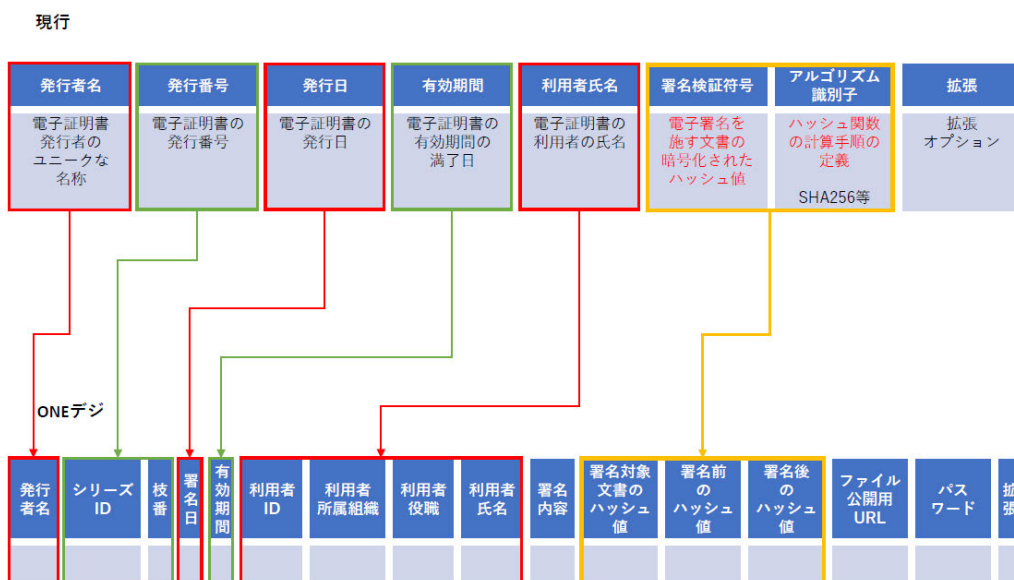 現行
発行者名
発行番号
発行日
有効期間
利用者氏名
署名検証符号
アルゴリズム
識別子
拡張
電子証明書
発行者の
ユニークな
名称
電子証明書の
発行番号
電子証明書の
発行日
電子証明書の
有効期間の
満了日
電子証明書の
利用者の氏名
電子署名を
施す文書の
暗号化された
ハッシュ値
ハッシュ関数
の計算手順の
定義
SHA256等
拡張
オプション
ONEデジ
発行
者名
シリーズ
ID
枝
番
署
名
日
有
効
期
間
利用者
ID
利用者
所属組織
利用者
役職
利用者
氏名
署名
内容
署名対象
文書の
ハッシュ
値
署名前
の
ハッシュ
値
署名後
の
ハッシュ
値
ファイル
公開用
URL
パス
ワード
拡
張